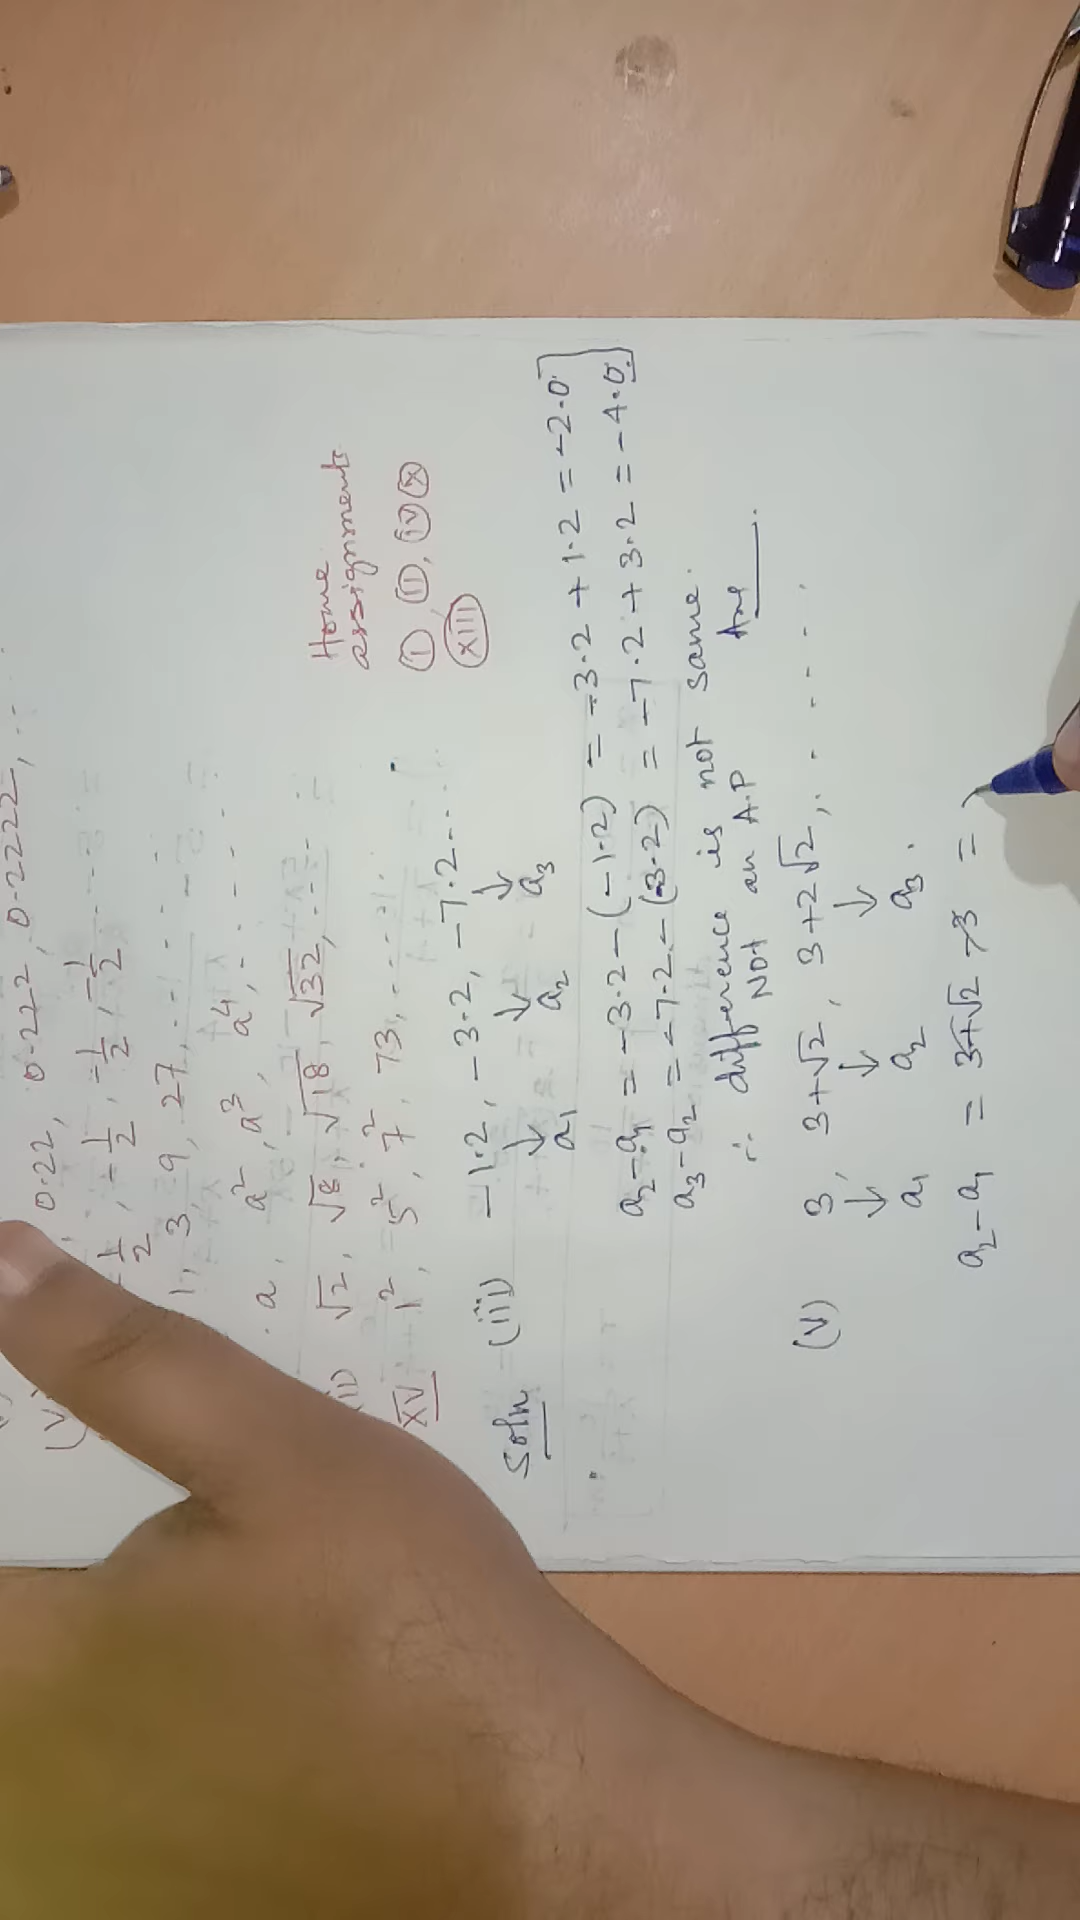 (V) 0.22, 0.222, 0.2222, ...
-1/2, -1/2, -1/2, -1/2
1, 3, 9, 27, ...
a, a², a³, a⁴, ....
√2, √8, √18, √32, ...
XV 1², 5², 7², 73, ....
Home
assignments
(i) (ii), (iv) (x)
(xiii)
Soln (iii) -1.2, -3.2, -7.2...
↓ ↓ ↓
a₁ a₂ a₃
a₂-a₁ = -3.2-(-1.2) = -3.2+1.2 = -2.0
a₃-a₂ = -7.2-(-3.2) = -7.2+3.2 = -4.0
∴ difference is not same.
Not an A.P Ans
(V) 3, 3+√2, 3+2√2, .....
↓ ↓ ↓
a₁ a₂ a₃.
a₂-a₁ = 3+√2-3 =